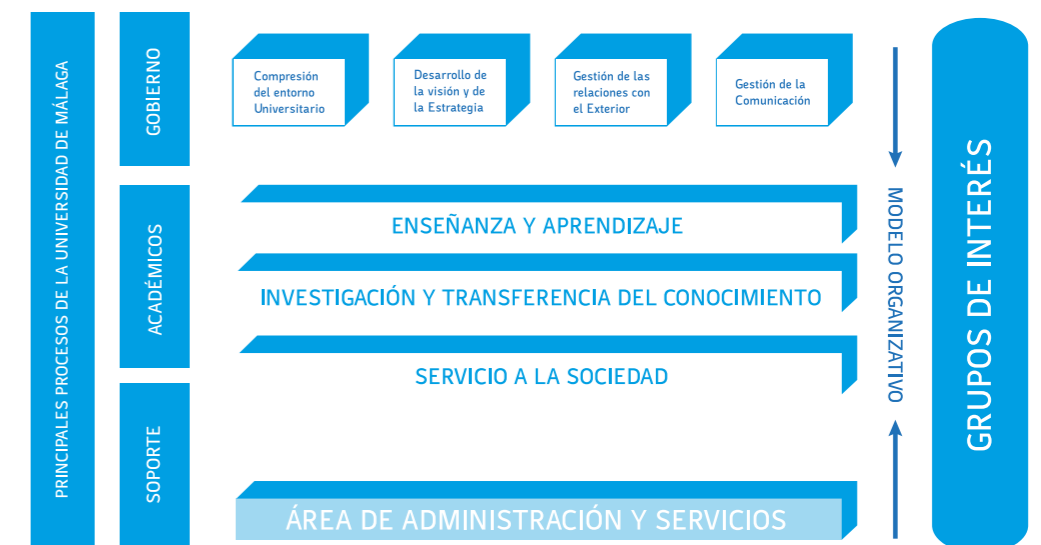 PRINCIPALES PROCESOS DE LA UNIVERSIDAD DE MÁLAGA
GOBIERNO
Compresión
del entorno
Universitario
Desarrollo de
la visión y de
la Estrategia
Gestión de las
relaciones con
el Exterior
Gestión de la
Comunicación
ACADÉMICOS
ENSEÑANZA Y APRENDIZAJE
INVESTIGACIÓN Y TRANSFERENCIA DEL CONOCIMIENTO
SERVICIO A LA SOCIEDAD
SOPORTE
ÁREA DE ADMINISTRACIÓN Y SERVICIOS
MODELO ORGANIZATIVO
GRUPOS DE INTERÉS